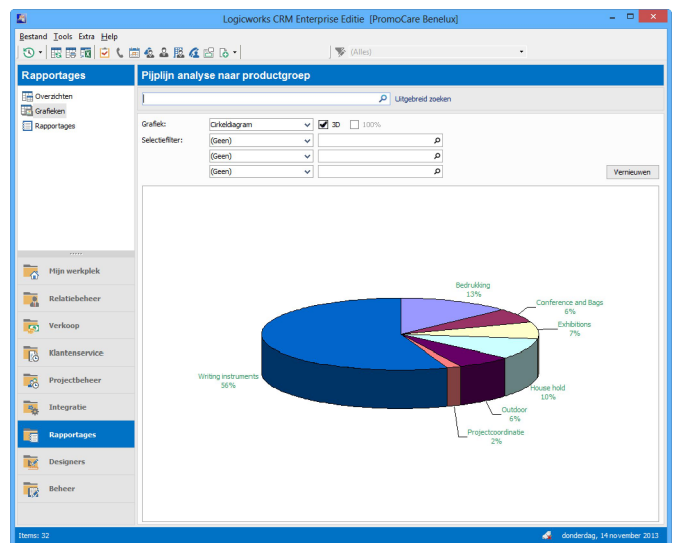 Logicworks CRM Enterprise Editie [PromoCare Benelux]
Bestand Tools Extra Help
(Alles)
Rapportages
Overzichten
Grafieken
Rapportages
Pijplijn analyse naar productgroep
Uitgebreid zoeken
Grafiek: Cirkeldiagram 3D 100%
Selectiefilter: (Geen)
(Geen)
(Geen)
Vernieuwen
Mijn werkplek
Relatiebeheer
Verkoop
Klantenservice
Projectbeheer
Integratie
Rapportages
Designers
Beheer
Bedrukking
13%
Conference and Bags
6%
Exhibitions
7%
House hold
10%
Outdoor
6%
Projectcoordinatie
2%
Writing instruments
56%
Items: 32
donderdag, 14 november 2013